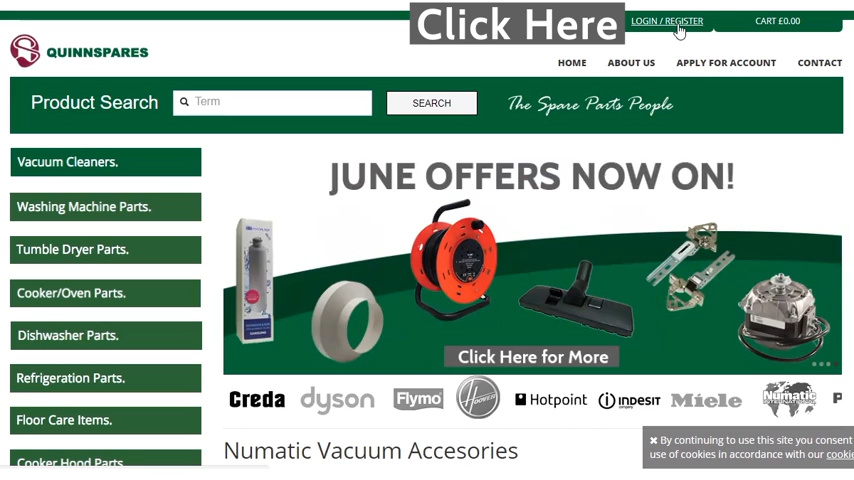 Click Here
LOGIN / REGISTER
CART £0.00
QUINNSPARES
HOME ABOUT US APPLY FOR ACCOUNT CONTACT
Product Search
Term
SEARCH
The Spare Parts People
Vacuum Cleaners.
Washing Machine Parts.
Tumble Dryer Parts.
Cooker/Oven Parts.
Dishwasher Parts.
Refrigeration Parts.
Floor Care Items.
Cooker Hood Parts.
JUNE OFFERS NOW ON!
SAMSUNG
Click Here for More
Creda dyson Flymo Hoover Hotpoint indesit Miele Numatic P
INTERNATIONAL
Numatic Vacuum Accesories
✖ By continuing to use this site you consent
use of cookies in accordance with our cookie